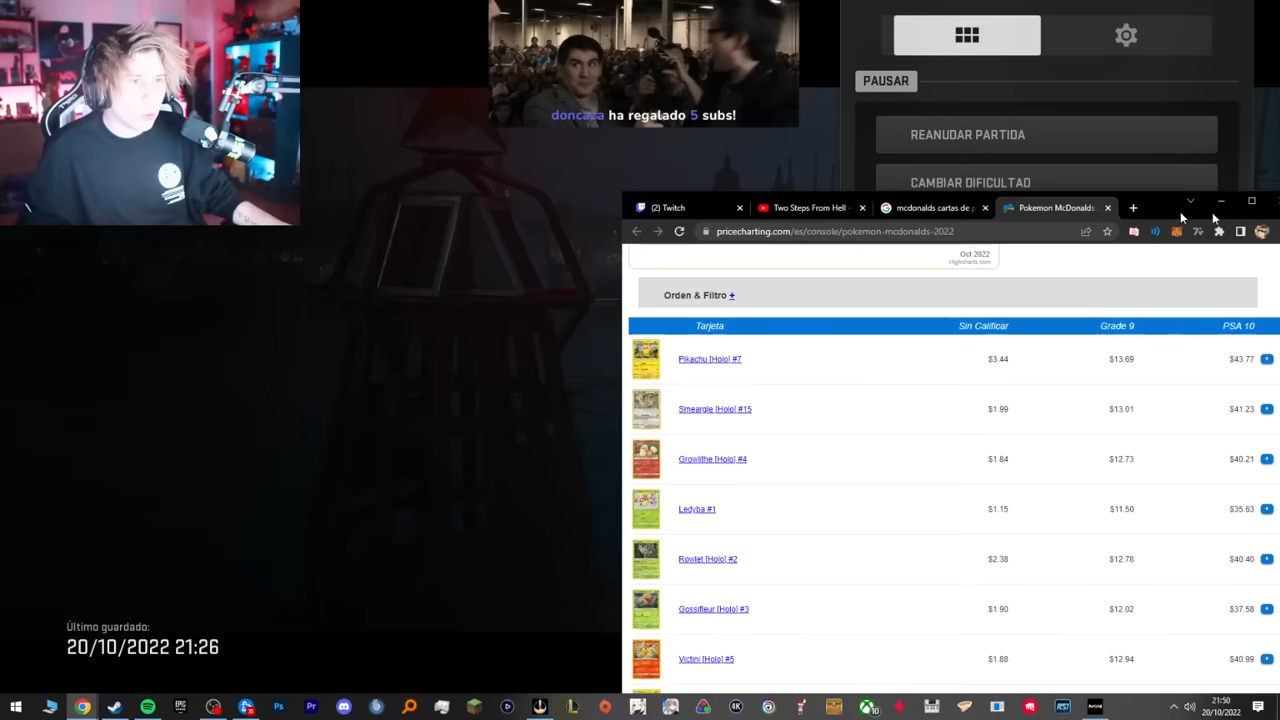 doncaza ha regalado 5 subs!
PAUSAR
REANUDAR PARTIDA
CAMBIAR DIFICULTAD
(2) Twitch
Two Steps From Hell -
mcdonalds cartas de p
Pokemon McDonalds
pricecharting.com/es/console/pokemon-mcdonalds-2022
Oct 2022
Highcharts.com
Orden & Filtro +
Tarjeta Sin Calificar Grade 9 PSA 10
Pikachu [Holo] #7 $3.44 $13.69 $43.77
Smeargle [Holo] #15 $1.99 $13.01 $41.23
Growlithe [Holo] #4 $1.84 $12.73 $40.21
Ledyba #1 $1.15 $11.50 $35.63
Rowlet [Holo] #2 $2.38 $12.78 $40.40
Gossifleur [Holo] #3 $1.90 $12.02 $37.58
Victini [Holo] #5 $1.88 $12.94 $40.99
Último guardado:
20/10/2022 21:26
21:50
20/10/2022